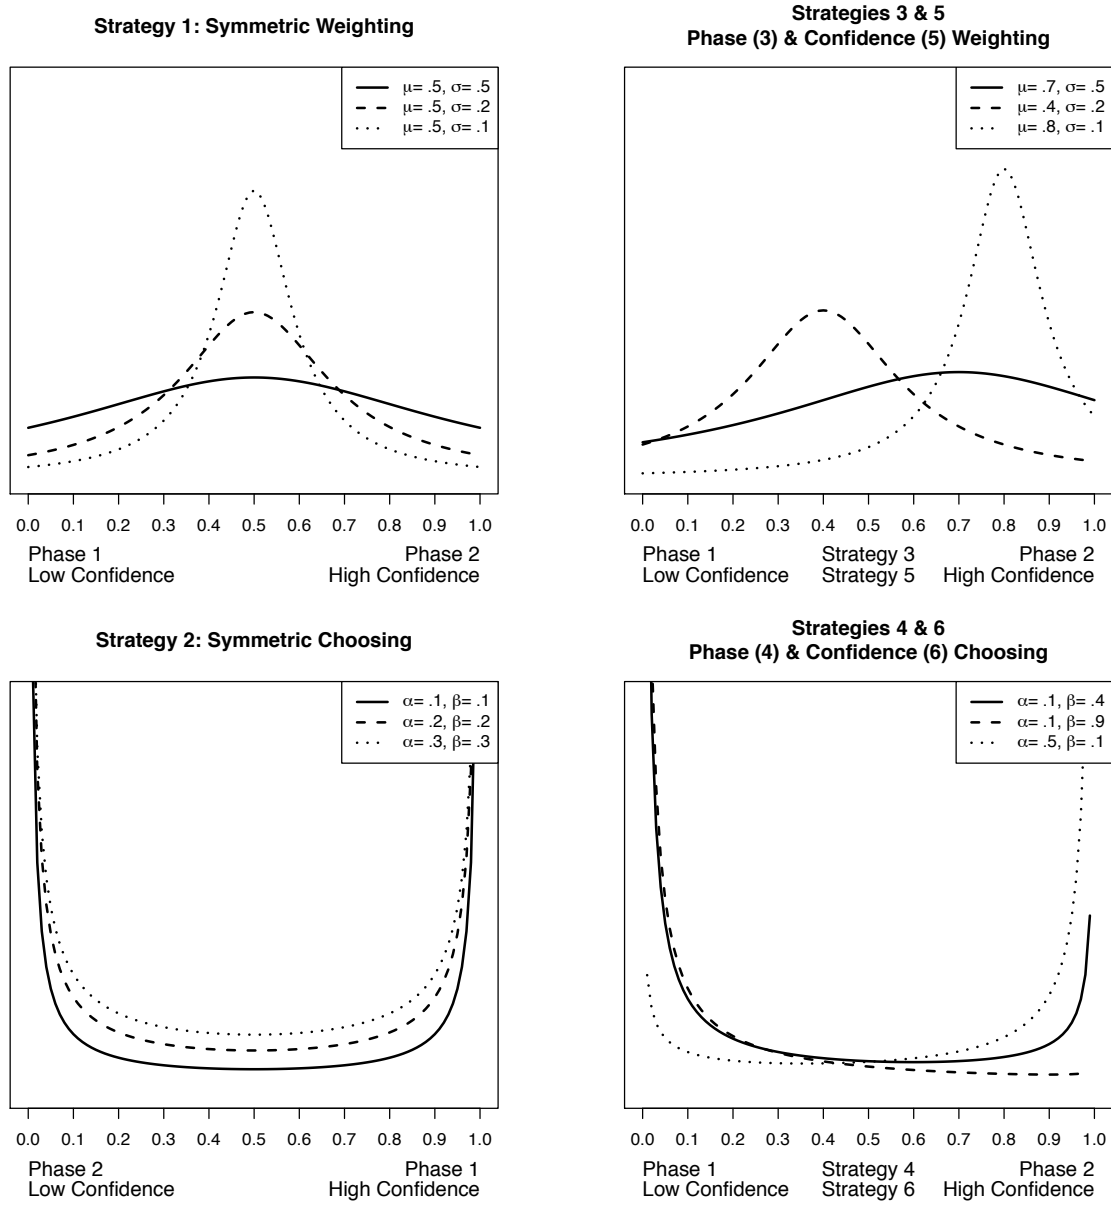 Strategy 1: Symmetric Weighting
μ= .5, σ= .5
μ= .5, σ= .2
μ= .5, σ= .1
0.0 0.1 0.2 0.3 0.4 0.5 0.6 0.7 0.8 0.9 1.0
Phase 1 Phase 2
Low Confidence High Confidence
Strategies 3 & 5
Phase (3) & Confidence (5) Weighting
μ= .7, σ= .5
μ= .4, σ= .2
μ= .8, σ= .1
0.0 0.1 0.2 0.3 0.4 0.5 0.6 0.7 0.8 0.9 1.0
Phase 1 Strategy 3 Phase 2
Low Confidence Strategy 5 High Confidence
Strategy 2: Symmetric Choosing
α= .1, β= .1
α= .2, β= .2
α= .3, β= .3
0.0 0.1 0.2 0.3 0.4 0.5 0.6 0.7 0.8 0.9 1.0
Phase 2 Phase 1
Low Confidence High Confidence
Strategies 4 & 6
Phase (4) & Confidence (6) Choosing
α= .1, β= .4
α= .1, β= .9
α= .5, β= .1
0.0 0.1 0.2 0.3 0.4 0.5 0.6 0.7 0.8 0.9 1.0
Phase 1 Strategy 4 Phase 2
Low Confidence Strategy 6 High Confidence